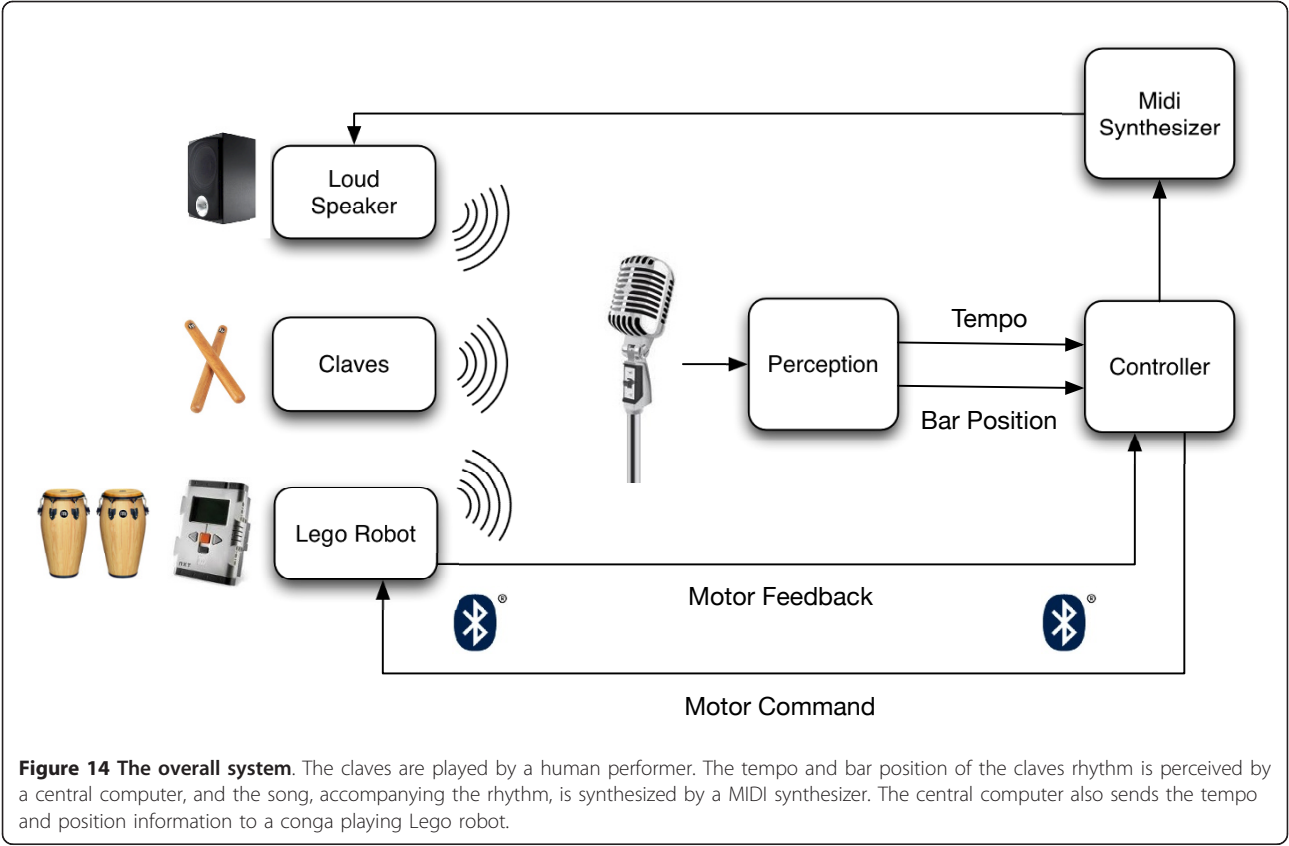 Midi
Synthesizer
Loud
Speaker
Claves
Perception
Tempo
Bar Position
Controller
Lego Robot
Motor Feedback
®
®
Motor Command
Figure 14 The overall system. The claves are played by a human performer. The tempo and bar position of the claves rhythm is perceived by
a central computer, and the song, accompanying the rhythm, is synthesized by a MIDI synthesizer. The central computer also sends the tempo
and position information to a conga playing Lego robot.